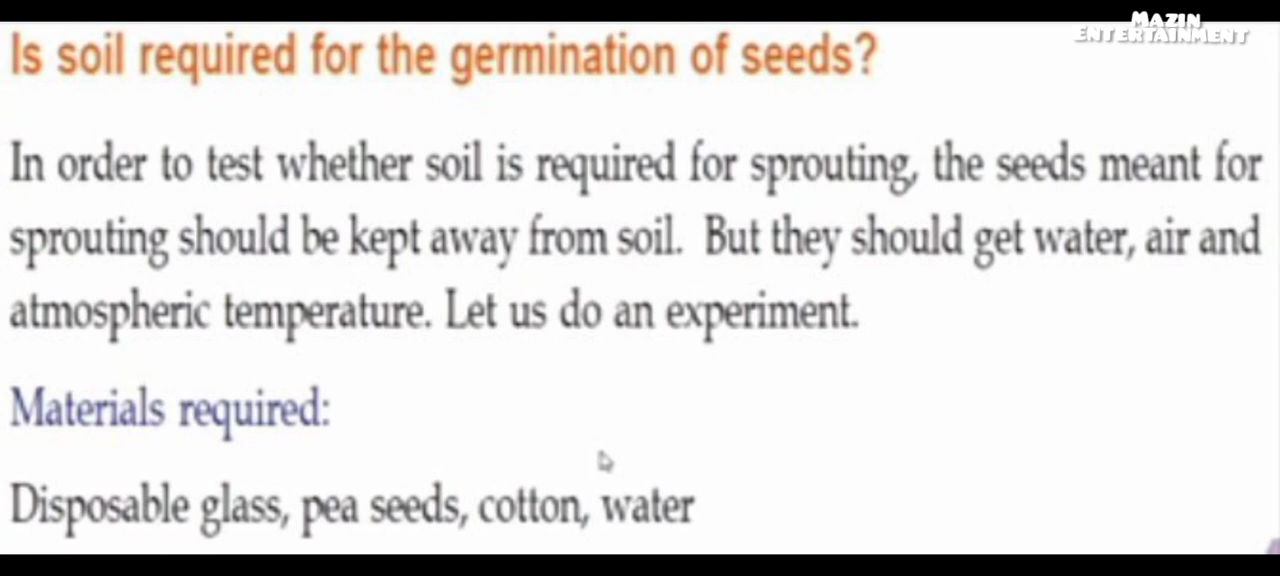 MAZIN
ENTERTAINMENT
Is soil required for the germination of seeds?
In order to test whether soil is required for sprouting, the seeds meant for
sprouting should be kept away from soil. But they should get water, air and
atmospheric temperature. Let us do an experiment.
Materials required:
Disposable glass, pea seeds, cotton, water